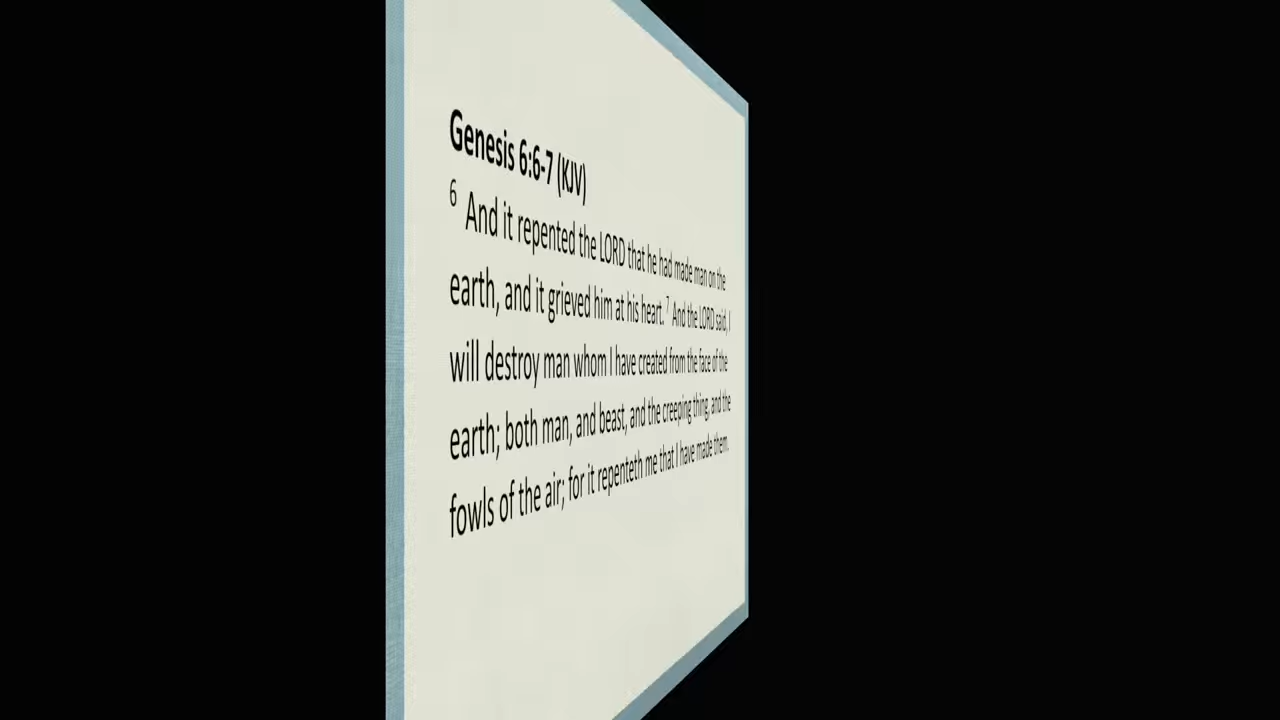 Genesis 6:6-7 (KJV)
6 And it repented the LORD that he had made man on the
earth, and it grieved him at his heart. 7 And the LORD said, I
will destroy man whom I have created from the face of the
earth; both man, and beast, and the creeping thing, and the
fowls of the air; for it repenteth me that I have made them.